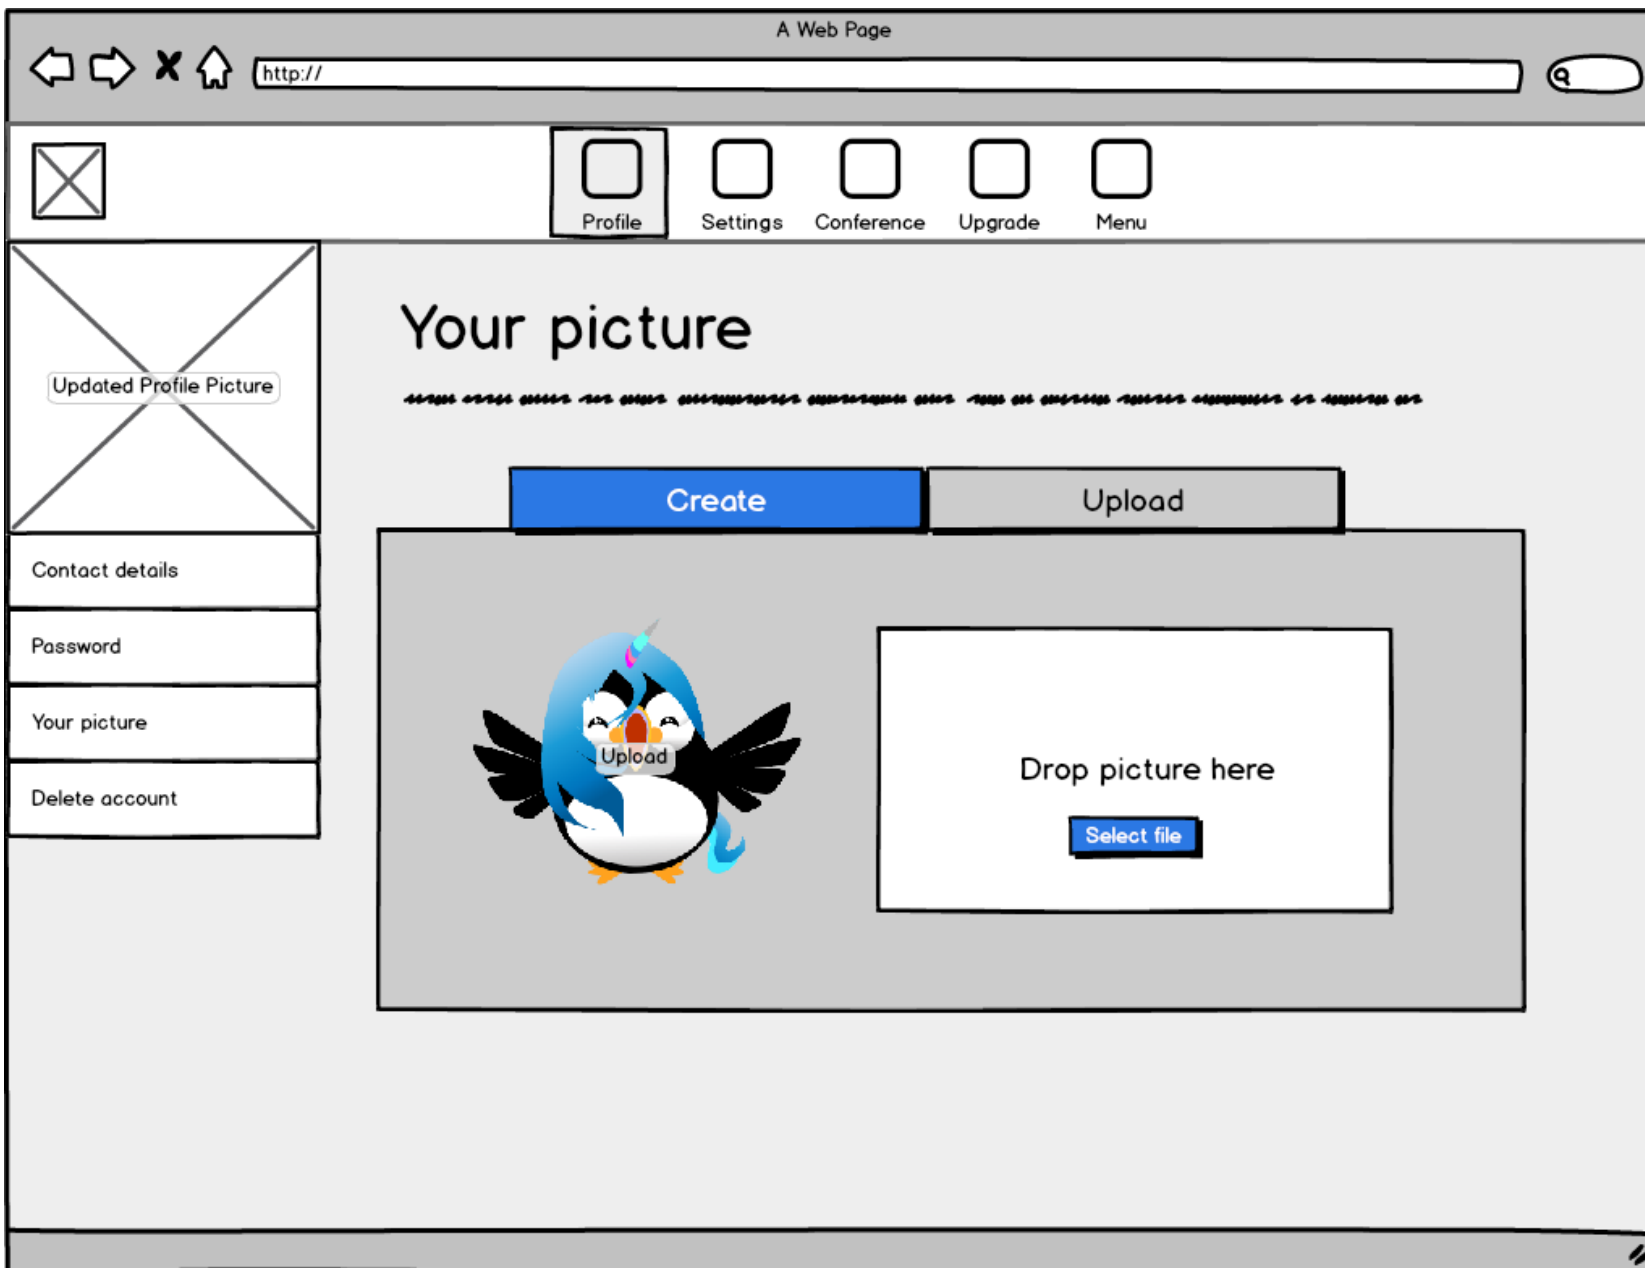 A Web Page
http://
Profile
Settings
Conference
Upgrade
Menu
Updated Profile Picture
Contact details
Password
Your picture
Delete account
Your picture
Create
Upload
Upload
Drop picture here
Select file